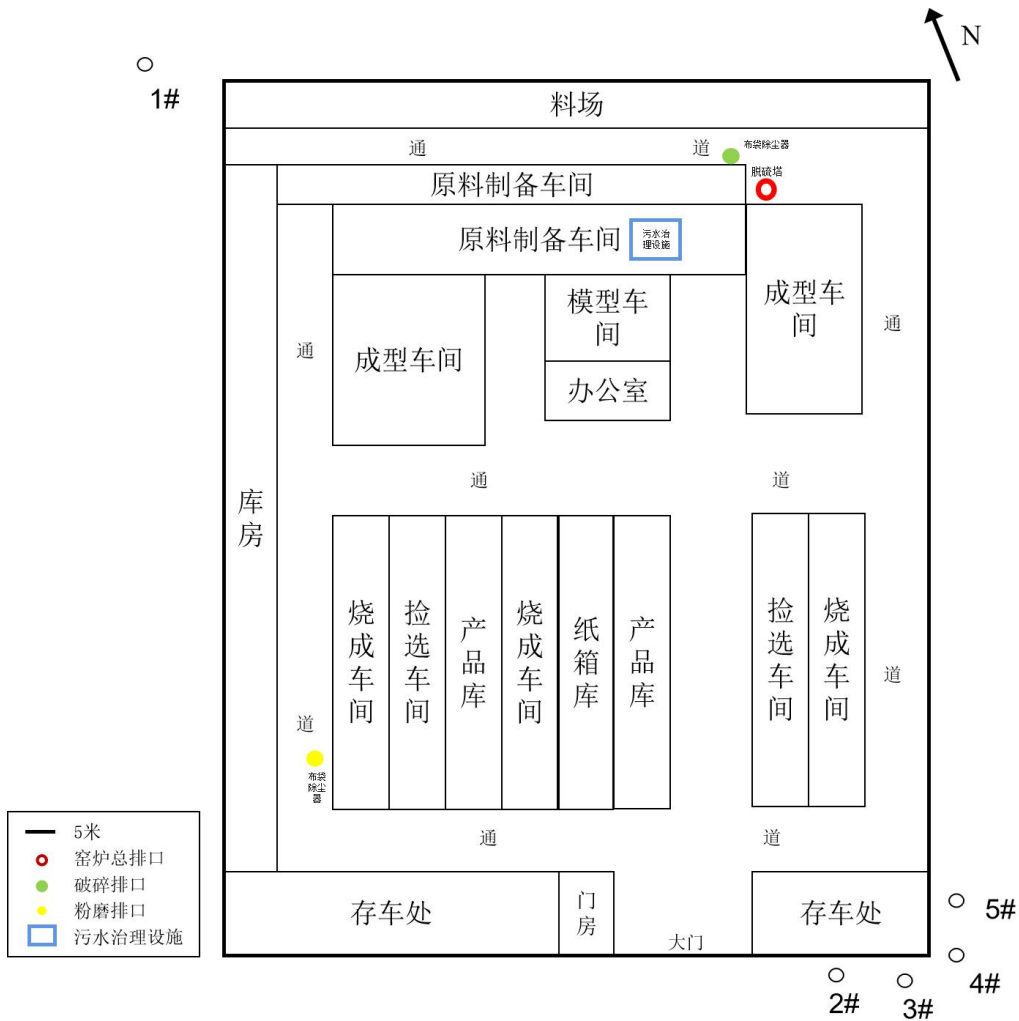 N
1#
料场
通
道
布袋除尘器
脱硫塔
原料制备车间
原料制备车间
污水治
理设施
成型车
间
模型车
间
通
通
成型车间
办公室
通
道
库
房
烧
成
车
间
捡
选
车
间
产
品
库
烧
成
车
间
纸
箱
库
产
品
库
捡
选
车
间
烧
成
车
间
道
道
布袋
除尘
器
通
道
5米
窑炉总排口
破碎排口
粉磨排口
污水治理设施
存车处
门
房
大门
存车处
5#
4#
2#
3#